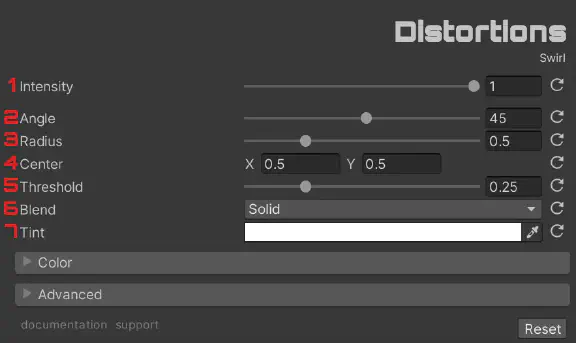 Distortions
Swirl
1 Intensity 1
2 Angle 45
3 Radius 0.5
4 Center X 0.5 Y 0.5
5 Threshold 0.25
6 Blend Solid
7 Tint
Color
Advanced
documentation support
Reset